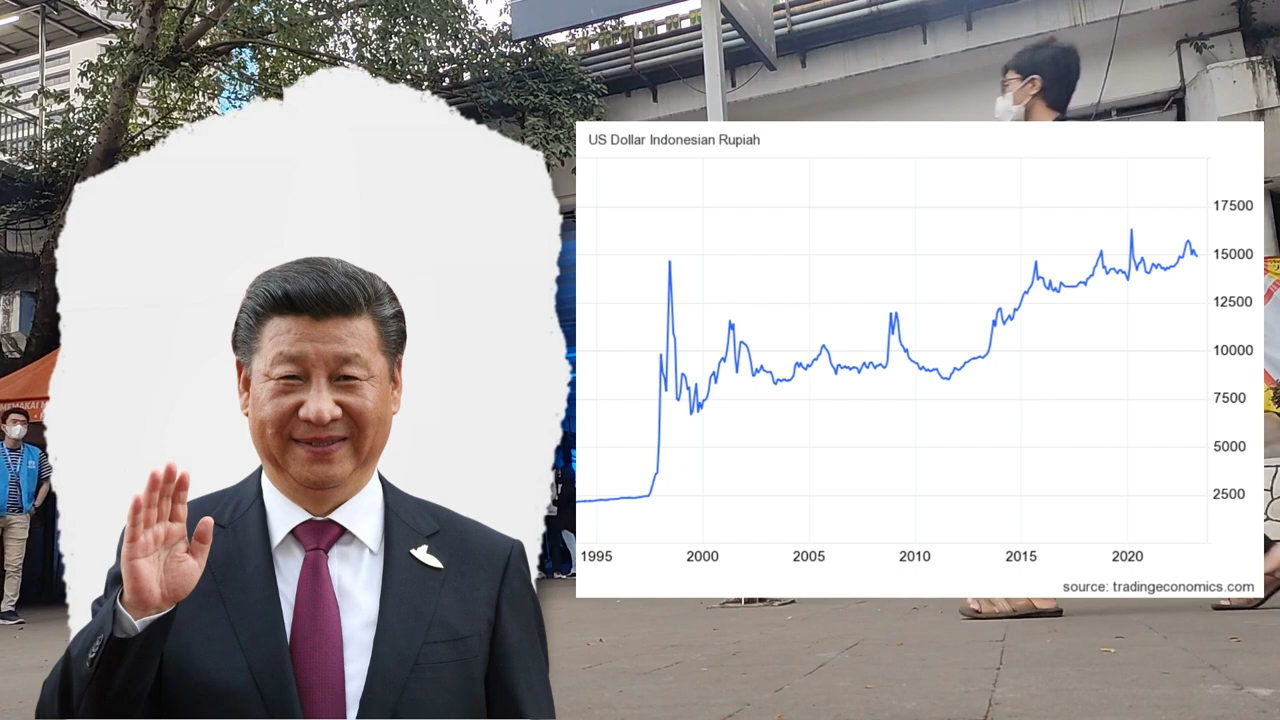 MEMAKAI M
US Dollar Indonesian Rupiah
17500
15000
12500
10000
7500
5000
2500
1995 2000 2005 2010 2015 2020
source: tradingeconomics.com